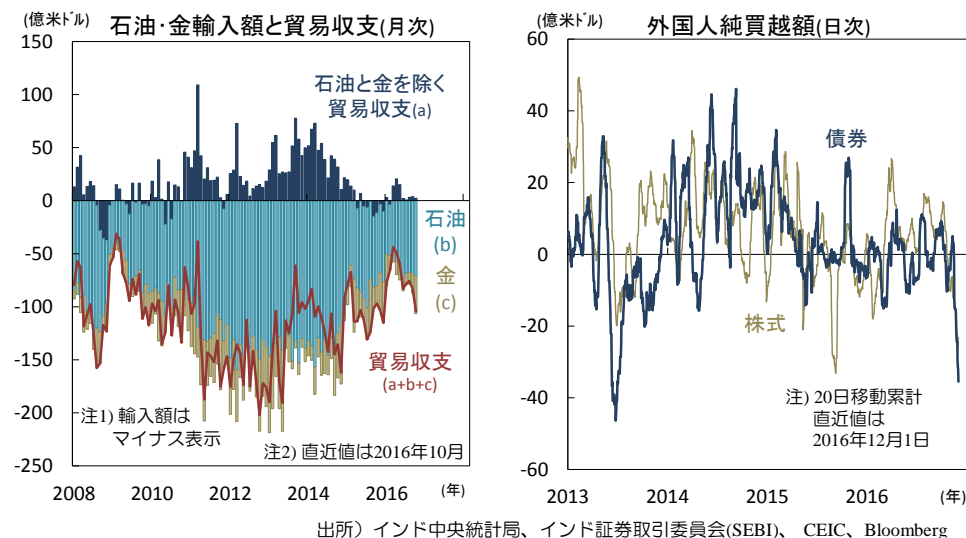 石油・金輸入額と貿易収支(月次)
(億米ドル)
150
100
50
0
-50
-100
-150
-200
-250
石油と金を除く
貿易収支(a)
石油
(b)
金
(c)
貿易収支
(a+b+c)
注1) 輸入額は
マイナス表示
注2) 直近値は2016年10月
2008
2010
2012
2014
2016
(年)
外国人純買越額(日次)
(億米ドル)
60
40
20
0
-20
-40
-60
債券
株式
注) 20日移動累計
直近値は
2016年12月1日
2013
2014
2015
2016
(年)
出所）インド中央統計局、インド証券取引委員会(SEBI)、 CEIC、Bloomberg